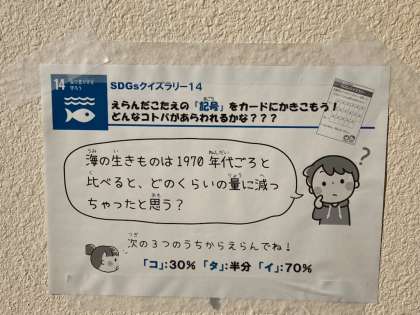 14 海の豊かさを
守ろう
SDGsクイズラリー14
えらんだこたえの「記号」をカードにかきこもう！
どんなコトバがあらわれるかな？？？
海の生きものは1970年代ごろと
比べると、どのくらいの量に減っ
ちゃったと思う？
?
次の3つのうちからえらんでね！
「コ」：30％ 「タ」：半分 「イ」：70％